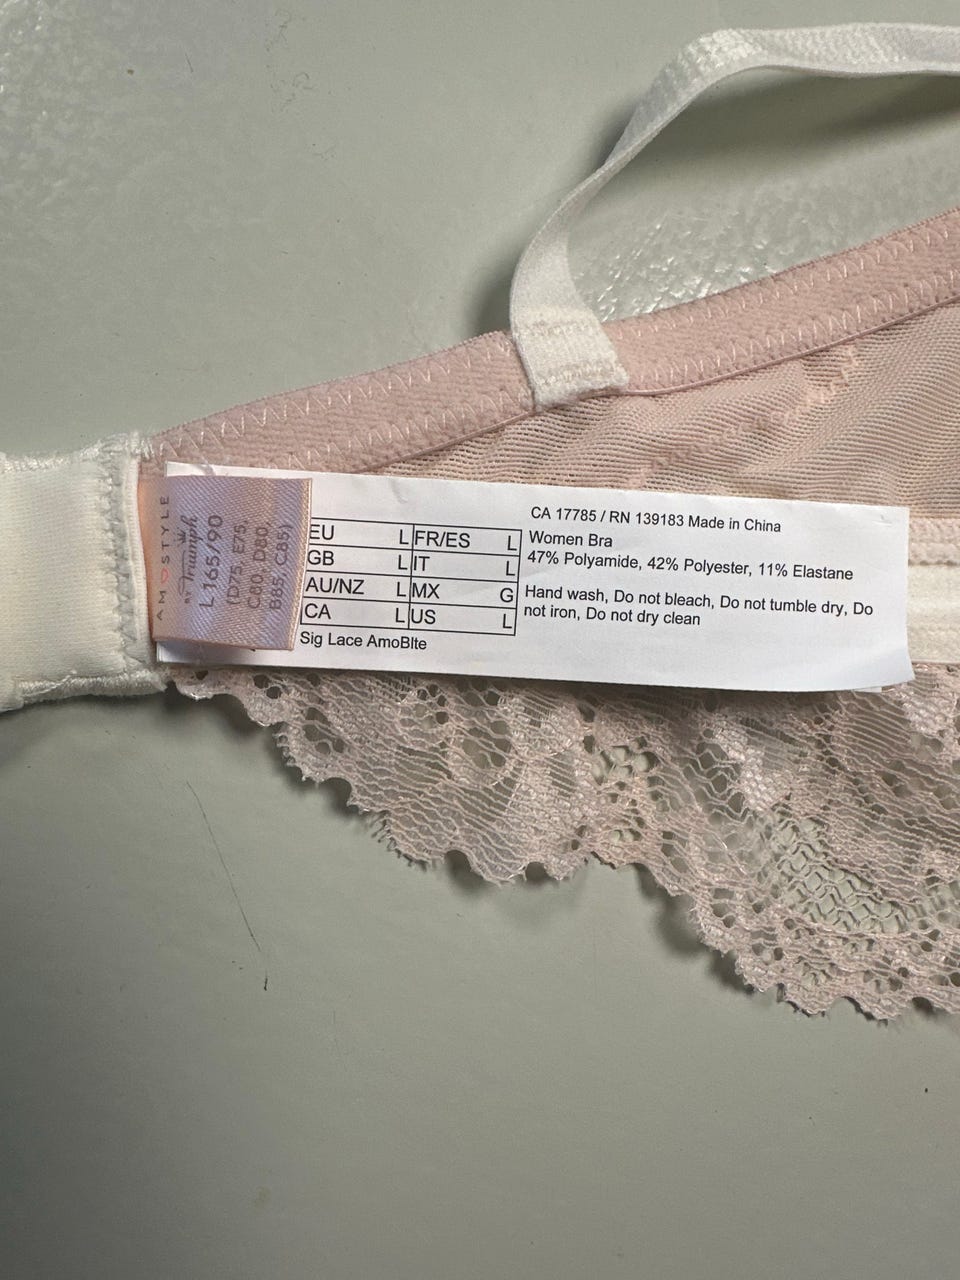 AMOSTYLE
BY Triumph
L 165/90
(D75, E75,
C80, D80,
B85, C85)
EU L FR/ES L
GB L IT L
AU/NZ L MX G
CA L US L
Sig Lace AmoBlte
CA 17785 / RN 139183 Made in China
Women Bra
47% Polyamide, 42% Polyester, 11% Elastane
Hand wash, Do not bleach, Do not tumble dry, Do
not iron, Do not dry clean